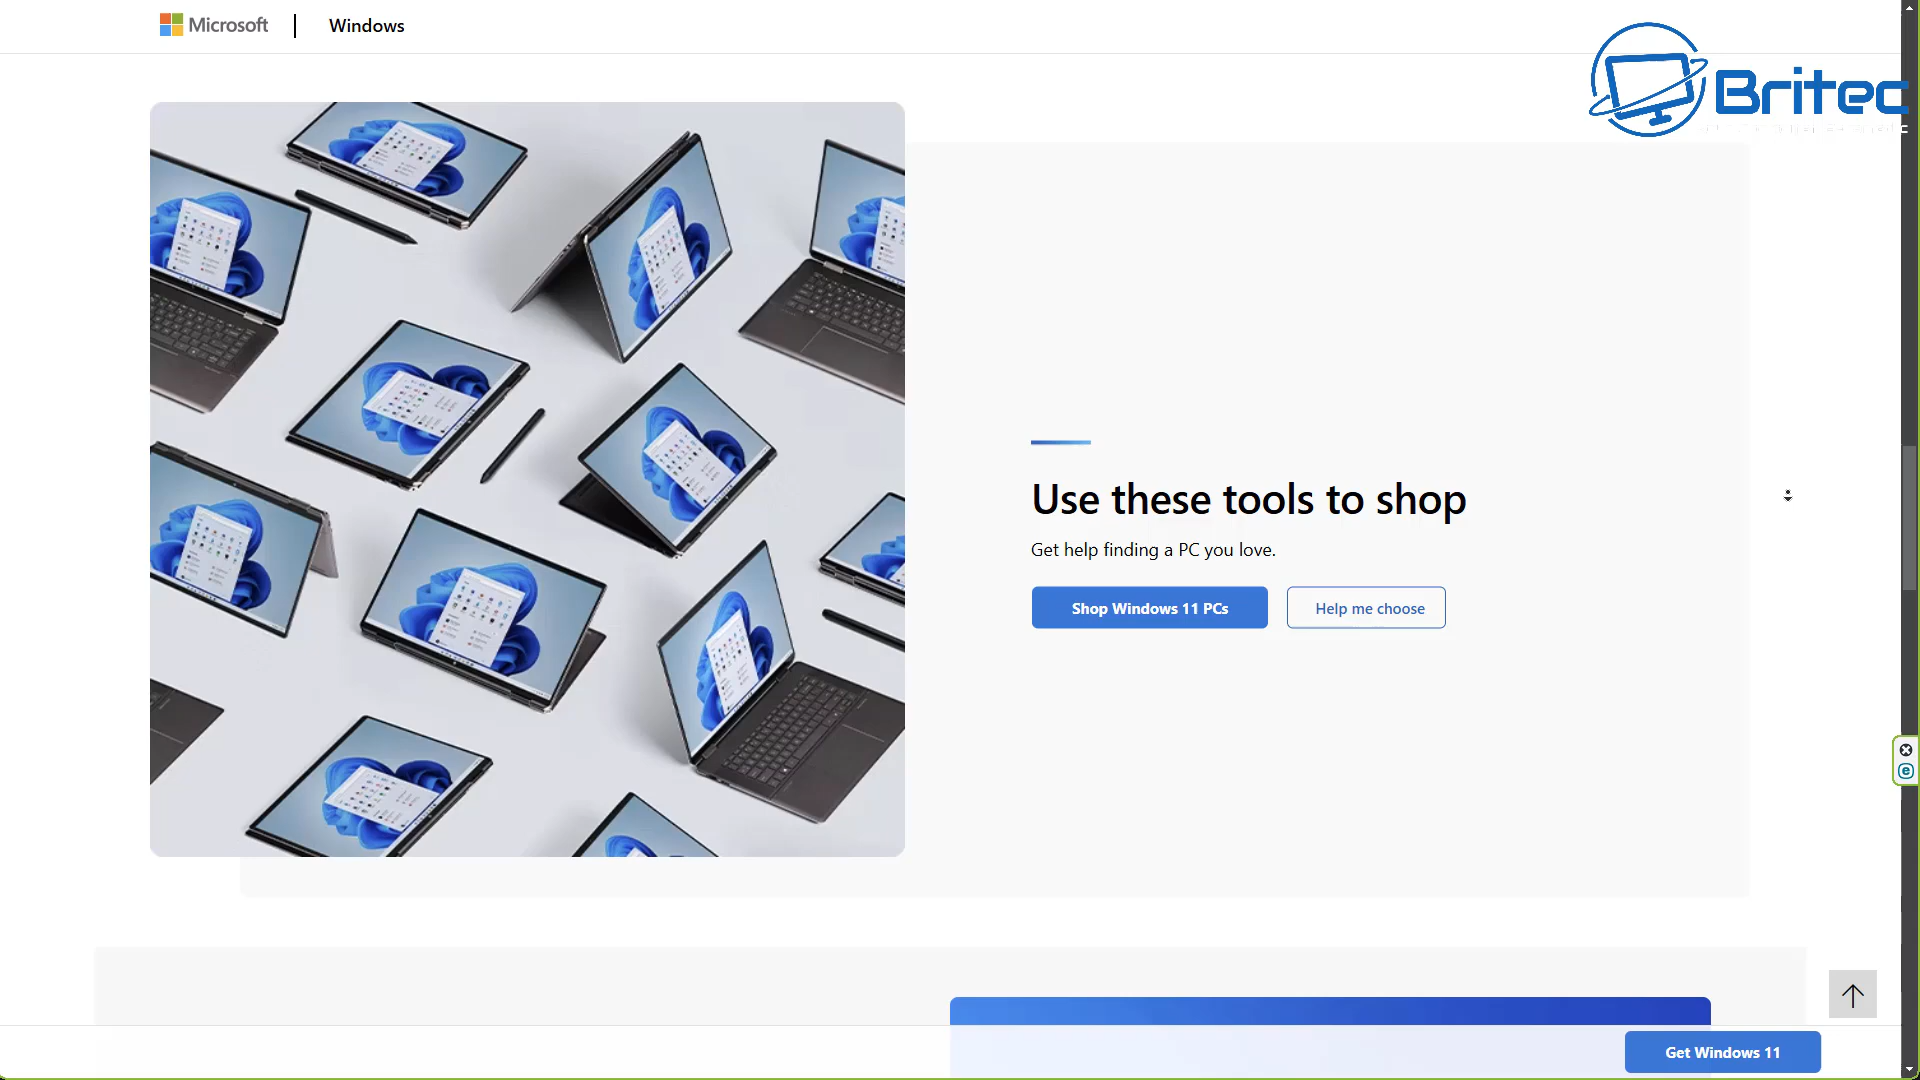 Microsoft
Windows
Britec
Use these tools to shop
Get help finding a PC you love.
Shop Windows 11 PCs
Help me choose
Get Windows 11